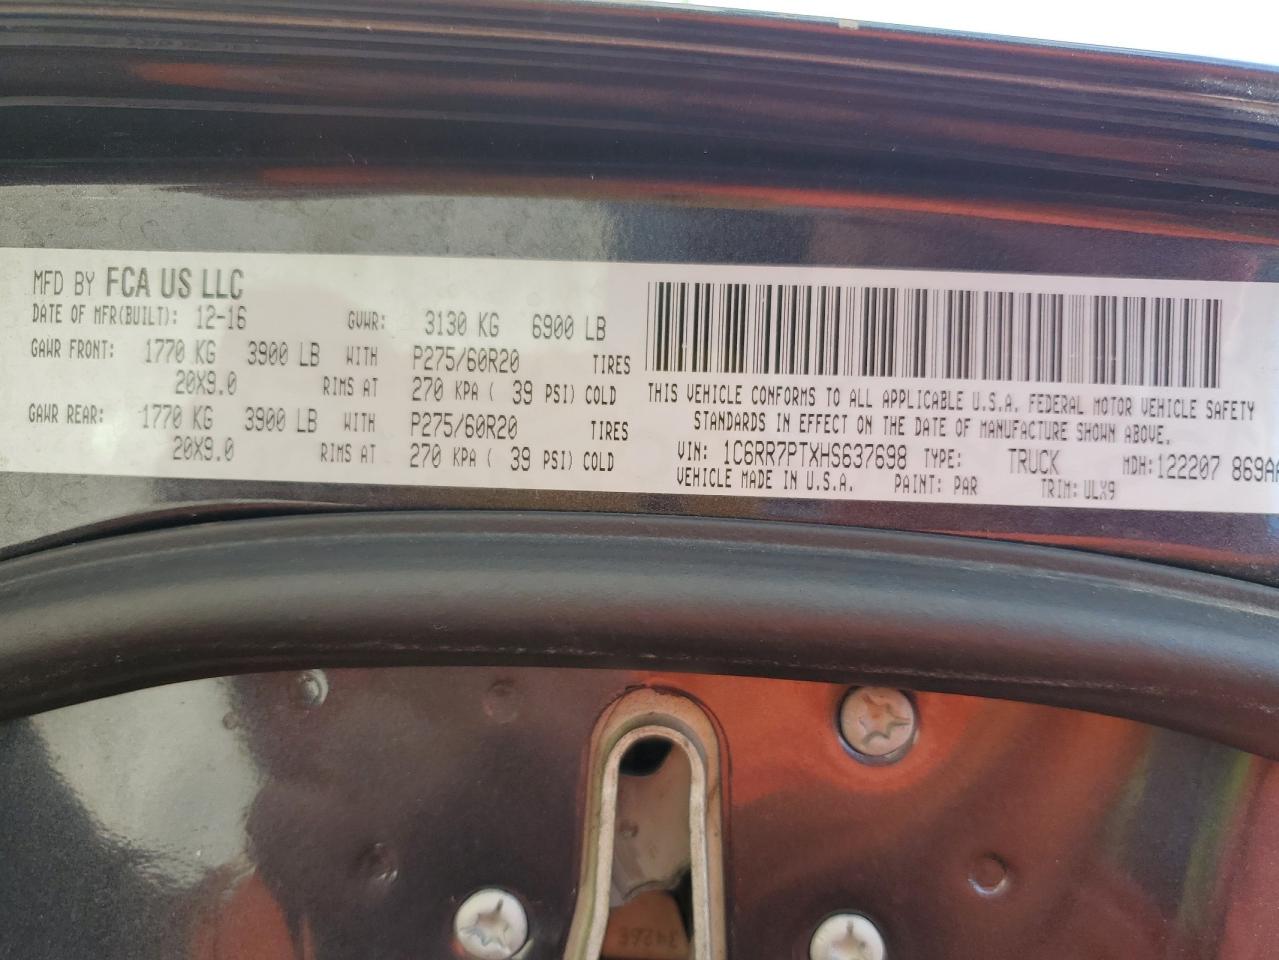 MFD BY FCA US LLC
DATE OF MFR(BUILT): 12-16 GVWR: 3130 KG 6900 LB
GAWR FRONT: 1770 KG 3900 LB WITH P275/60R20 TIRES
20X9.0 RIMS AT 270 KPA ( 39 PSI) COLD
GAWR REAR: 1770 KG 3900 LB WITH P275/60R20 TIRES
20X9.0 RIMS AT 270 KPA ( 39 PSI) COLD
THIS VEHICLE CONFORMS TO ALL APPLICABLE U.S.A. FEDERAL MOTOR VEHICLE SAFETY
STANDARDS IN EFFECT ON THE DATE OF MANUFACTURE SHOWN ABOVE.
VIN: 1C6RR7PTXHS637698 TYPE: TRUCK MDH: 122207 869AA
VEHICLE MADE IN U.S.A. PAINT: PAR TRIM: ULX9